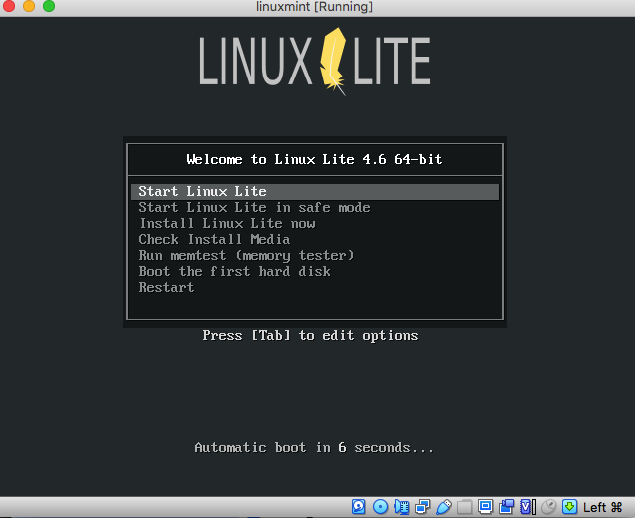 linuxmint [Running]
LINUX LITE
Welcome to Linux Lite 4.6 64-bit
Start Linux Lite
Start Linux Lite in safe mode
Install Linux Lite now
Check Install Media
Run memtest (memory tester)
Boot the first hard disk
Restart
Press [Tab] to edit options
Automatic boot in 6 seconds...
Left ⌘